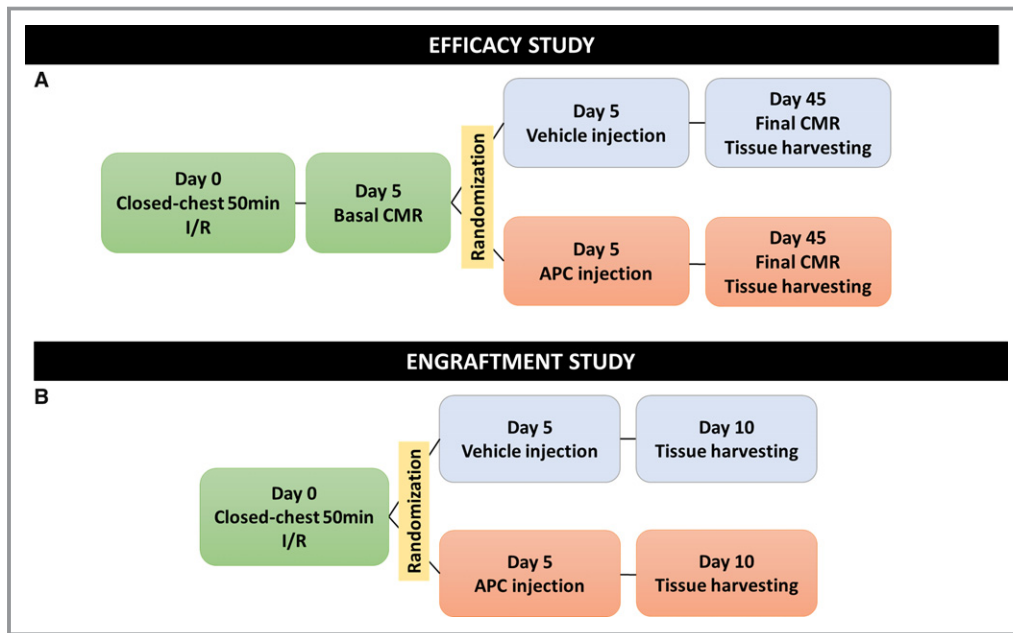 EFFICACY STUDY
A
Day 0
Closed-chest 50min
I/R
Day 5
Basal CMR
Randomization
Day 5
Vehicle injection
Day 45
Final CMR
Tissue harvesting
Day 5
APC injection
Day 45
Final CMR
Tissue harvesting
ENGRAFTMENT STUDY
B
Day 0
Closed-chest 50min
I/R
Randomization
Day 5
Vehicle injection
Day 10
Tissue harvesting
Day 5
APC injection
Day 10
Tissue harvesting